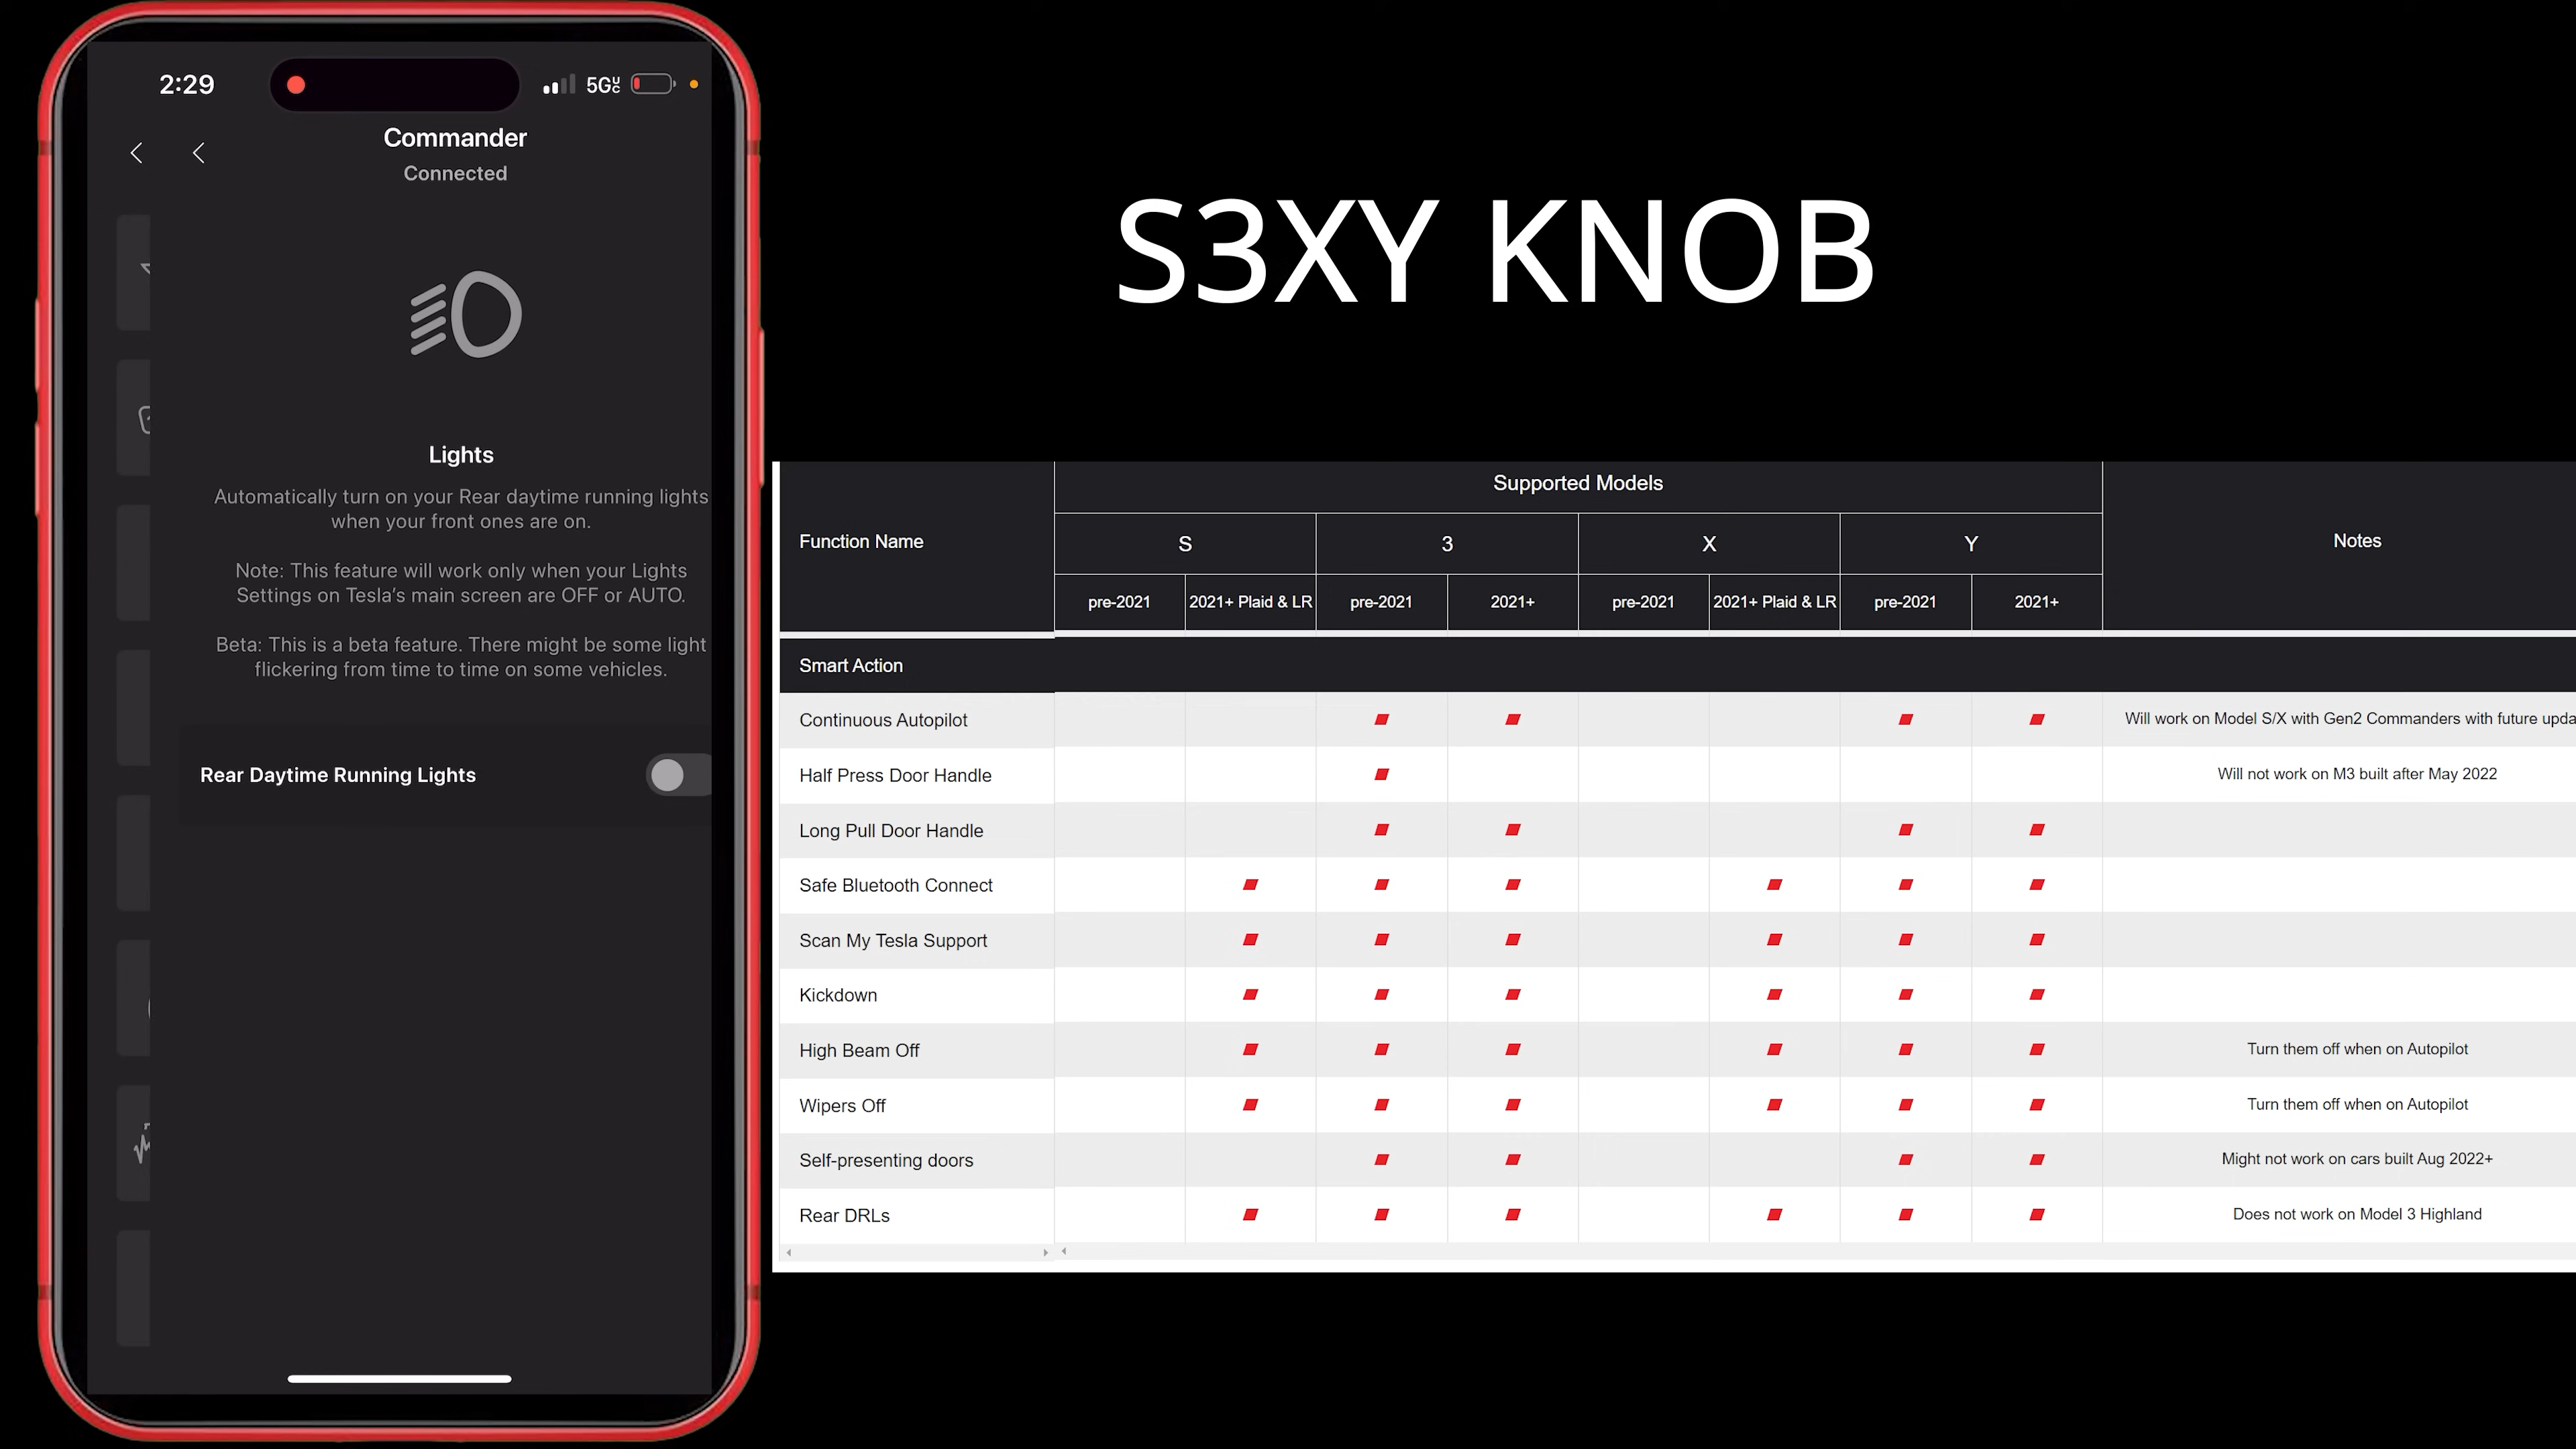 2:29
5G
Commander
Connected
Lights
Automatically turn on your Rear daytime running lights
when your front ones are on.
Note: This feature will work only when your Lights
Settings on Tesla's main screen are OFF or AUTO.
Beta: This is a beta feature. There might be some light
flickering from time to time on some vehicles.
Rear Daytime Running Lights
S3XY KNOB
Function Name
Supported Models
Notes
S 3 X Y
pre-2021 2021+ Plaid & LR pre-2021 2021+ pre-2021 2021+ Plaid & LR pre-2021 2021+
Smart Action
Continuous Autopilot Will work on Model S/X with Gen2 Commanders with future upda
Half Press Door Handle Will not work on M3 built after May 2022
Long Pull Door Handle
Safe Bluetooth Connect
Scan My Tesla Support
Kickdown
High Beam Off Turn them off when on Autopilot
Wipers Off Turn them off when on Autopilot
Self-presenting doors Might not work on cars built Aug 2022+
Rear DRLs Does not work on Model 3 Highland